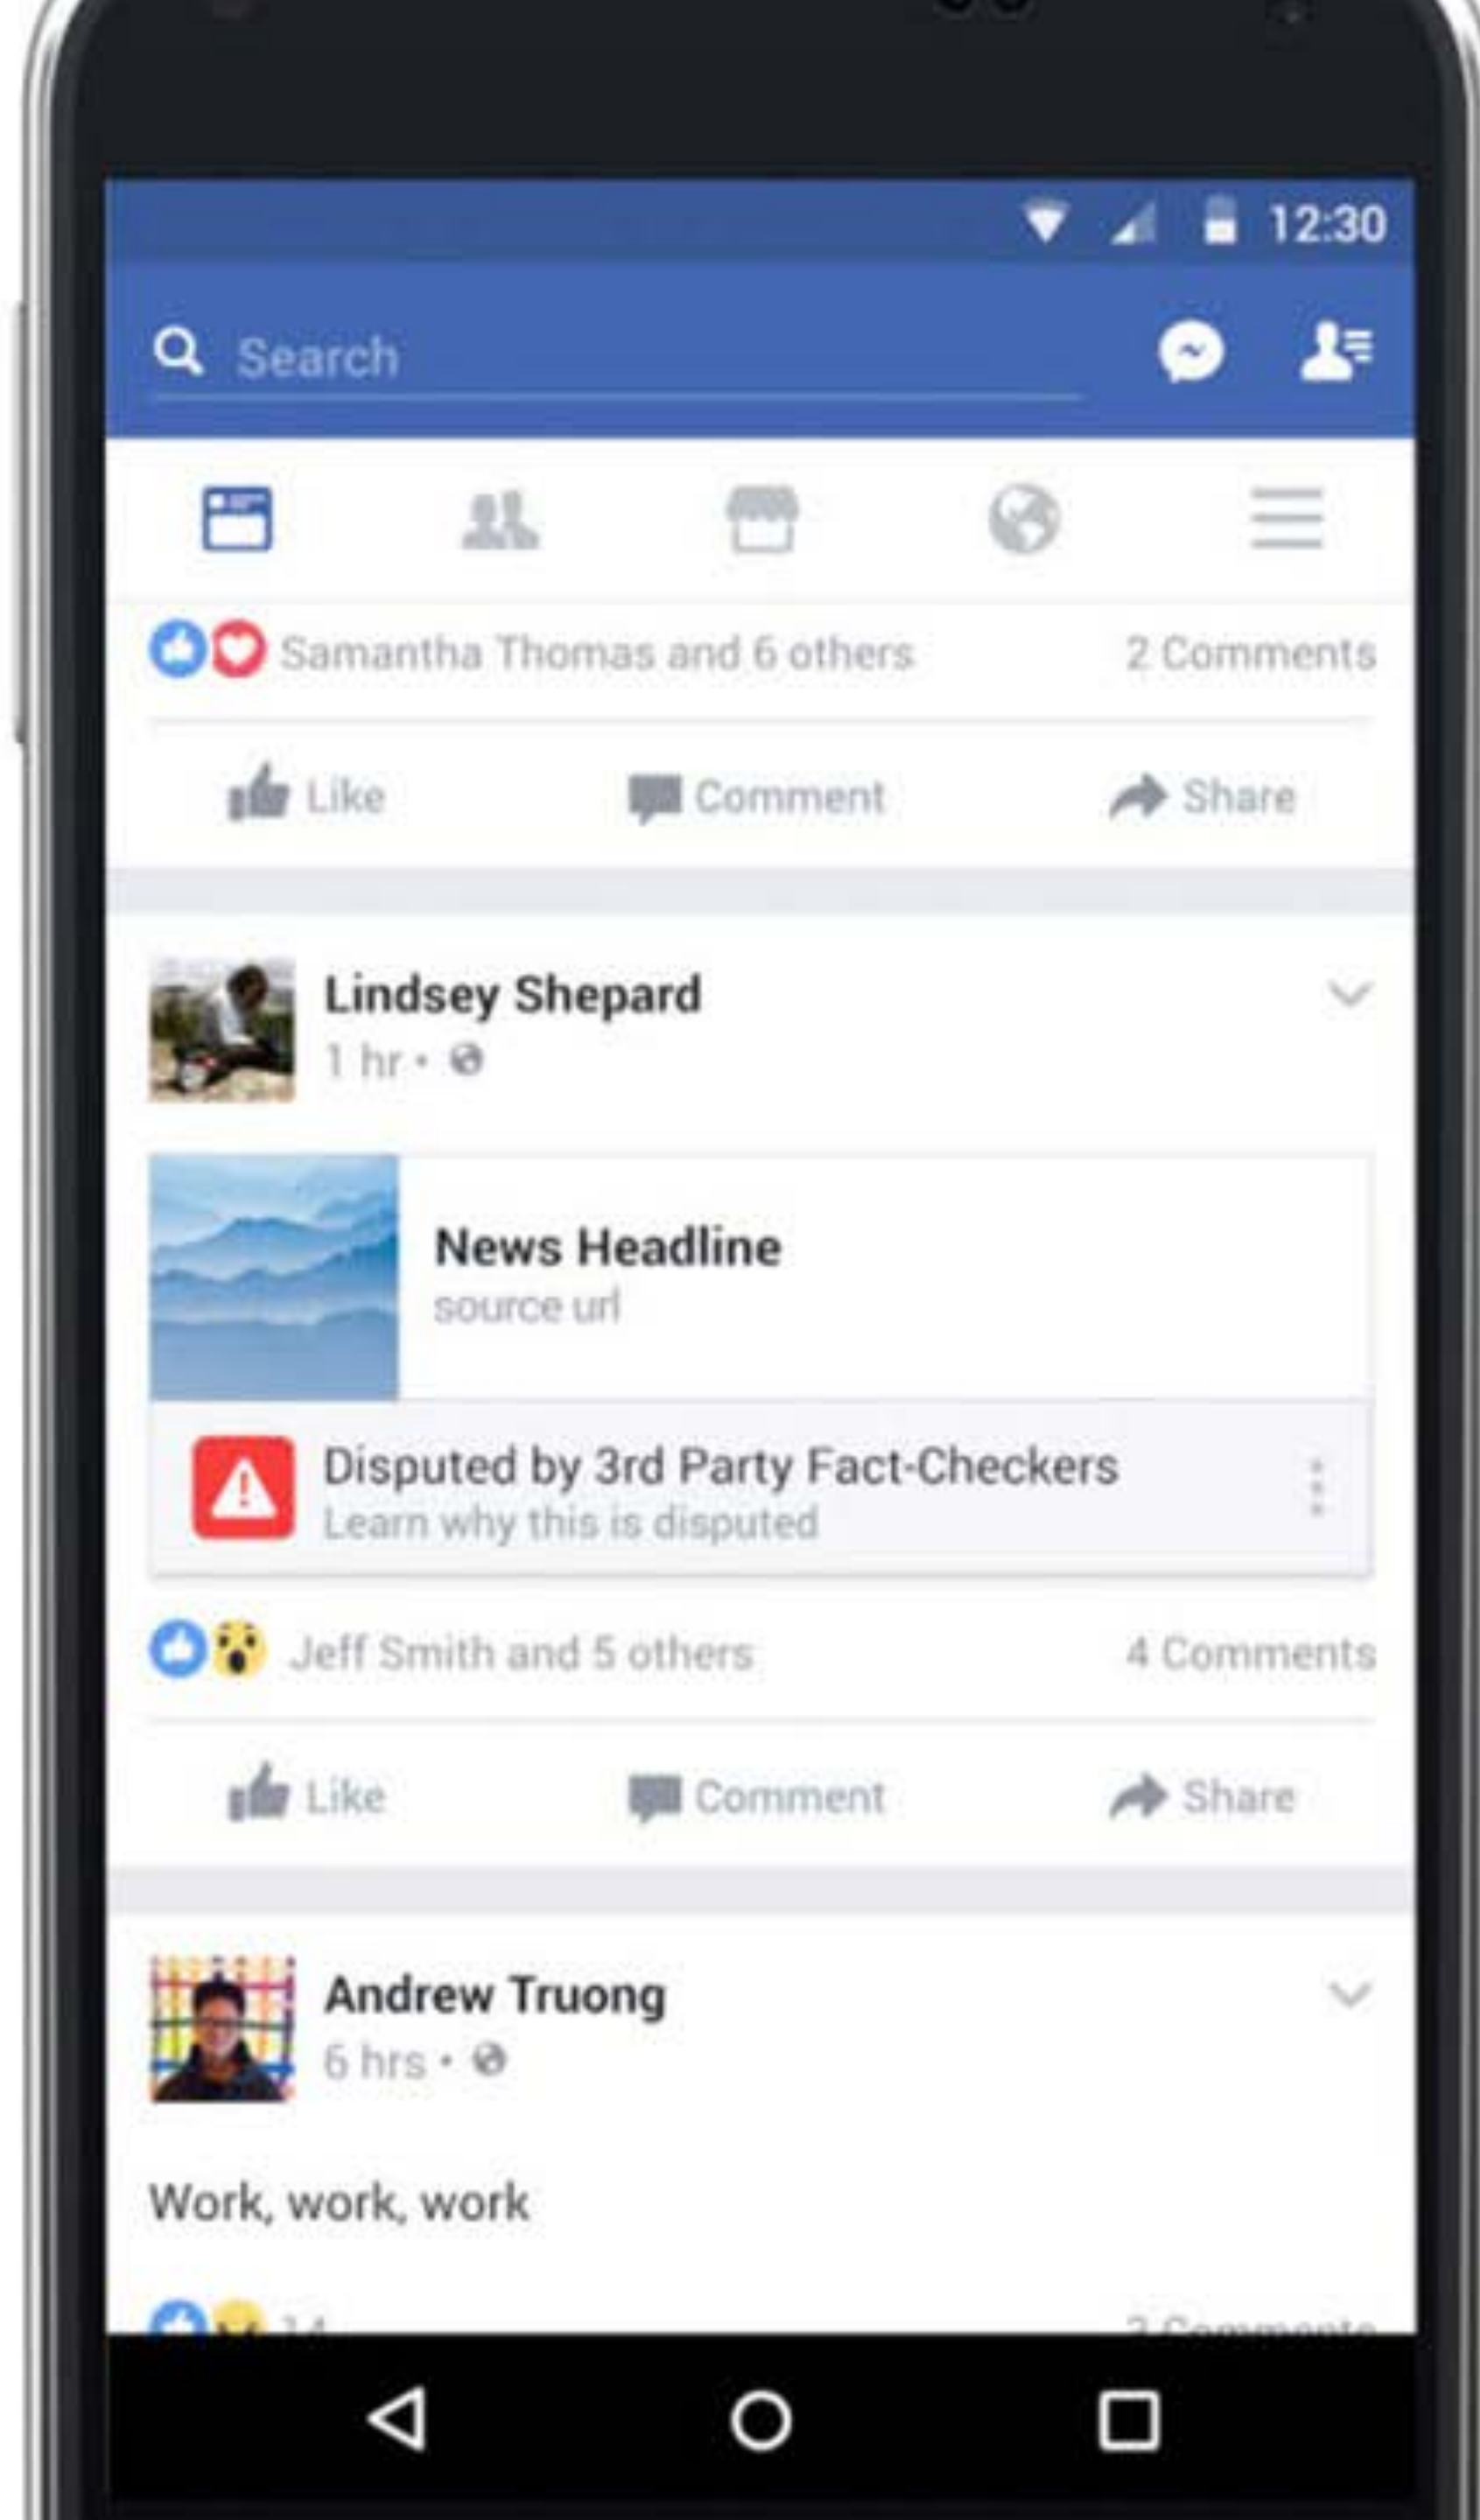 12:30
Search
Samantha Thomas and 6 others 2 Comments
Like Comment Share
Lindsey Shepard
1 hr •
News Headline
source url
Disputed by 3rd Party Fact-Checkers
Learn why this is disputed
Jeff Smith and 5 others 4 Comments
Like Comment Share
Andrew Truong
6 hrs •
Work, work, work
Comments